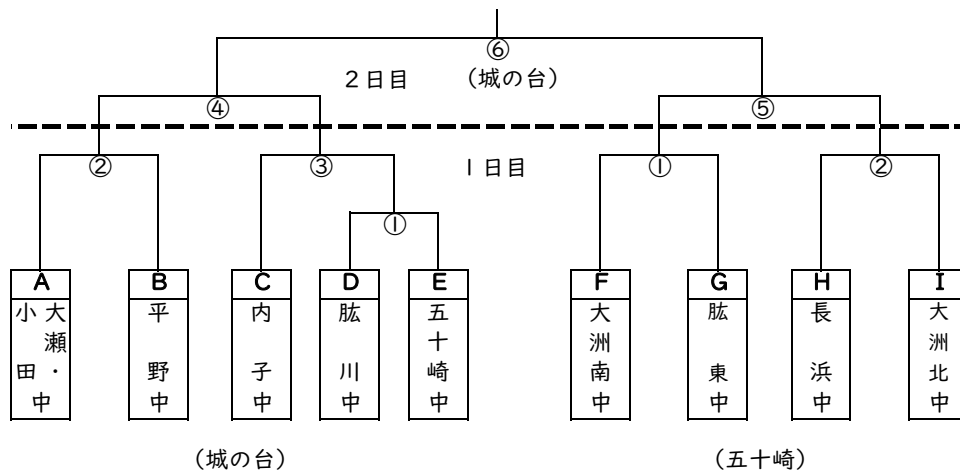 ⑥
２日目 （城の台）
④ ⑤
② ③ １日目 ① ②
①
A B C D E F G H I
大瀬・小田中
平野中
内子中
肱川中
五十崎中
大洲南中
肱東中
長浜中
大洲北中
（城の台） （五十崎）